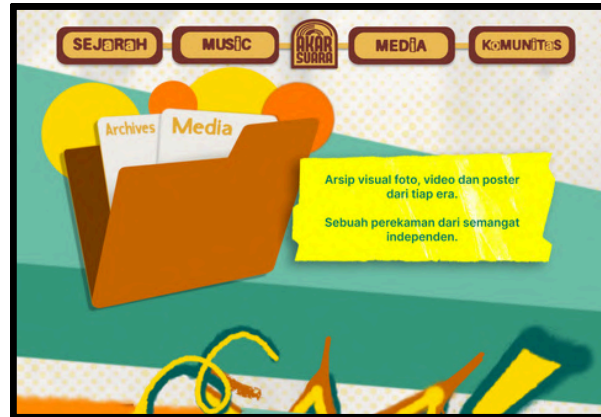 SEJaRaH
MUSiC
AKAR
SUARA
MEDiA
KoMUNiTaS
Archives
Media
Arsip visual foto, video dan poster
dari tiap era.
Sebuah perekaman dari semangat
independen.